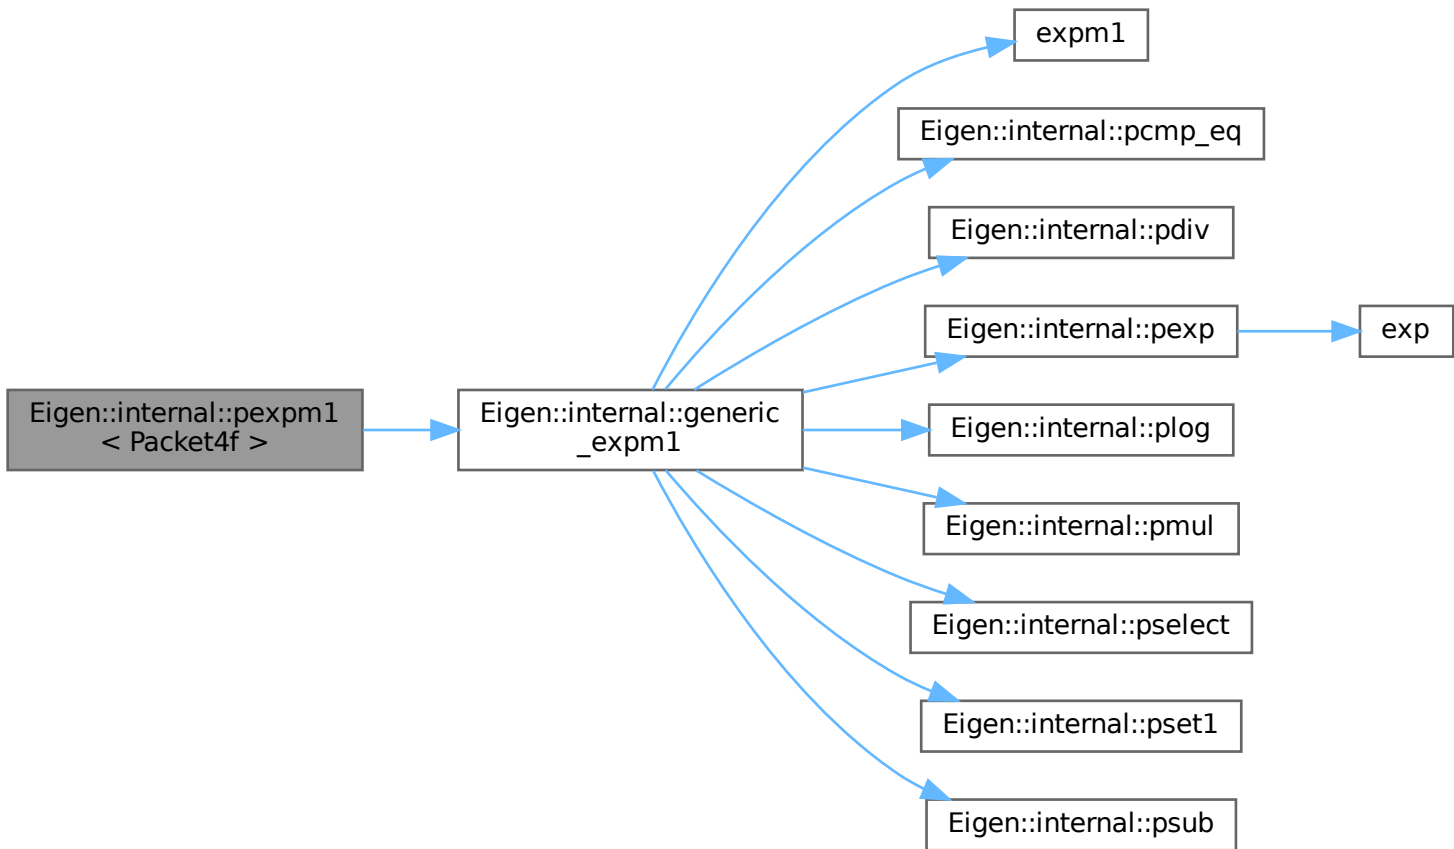 expm1
Eigen::internal::pcmp_eq
Eigen::internal::pdiv
Eigen::internal::pexp
exp
Eigen::internal::pexpm1
< Packet4f >
Eigen::internal::generic
_expm1
Eigen::internal::plog
Eigen::internal::pmul
Eigen::internal::pselect
Eigen::internal::pset1
Eigen::internal::psub